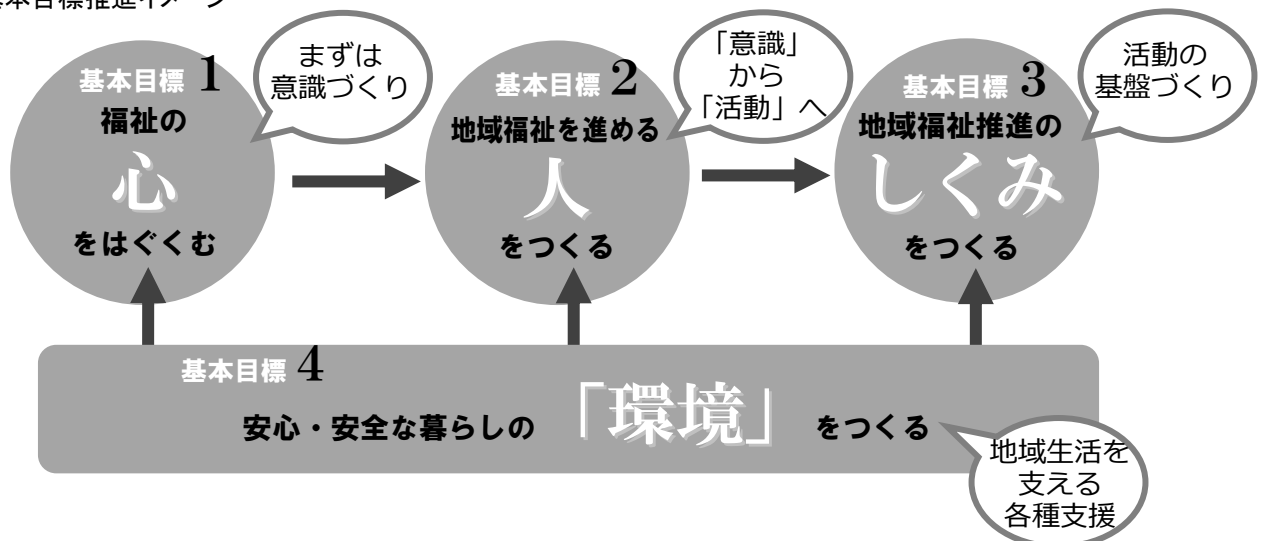 基本目標推進イメージ
基本目標 1
福祉の
心
をはぐくむ
まずは
意識づくり
基本目標 2
地域福祉を進める
人
をつくる
「意識」
から
「活動」へ
基本目標 3
地域福祉推進の
しくみ
をつくる
活動の
基盤づくり
基本目標 4
安心・安全な暮らしの 「環境」 をつくる
地域生活を
支える
各種支援